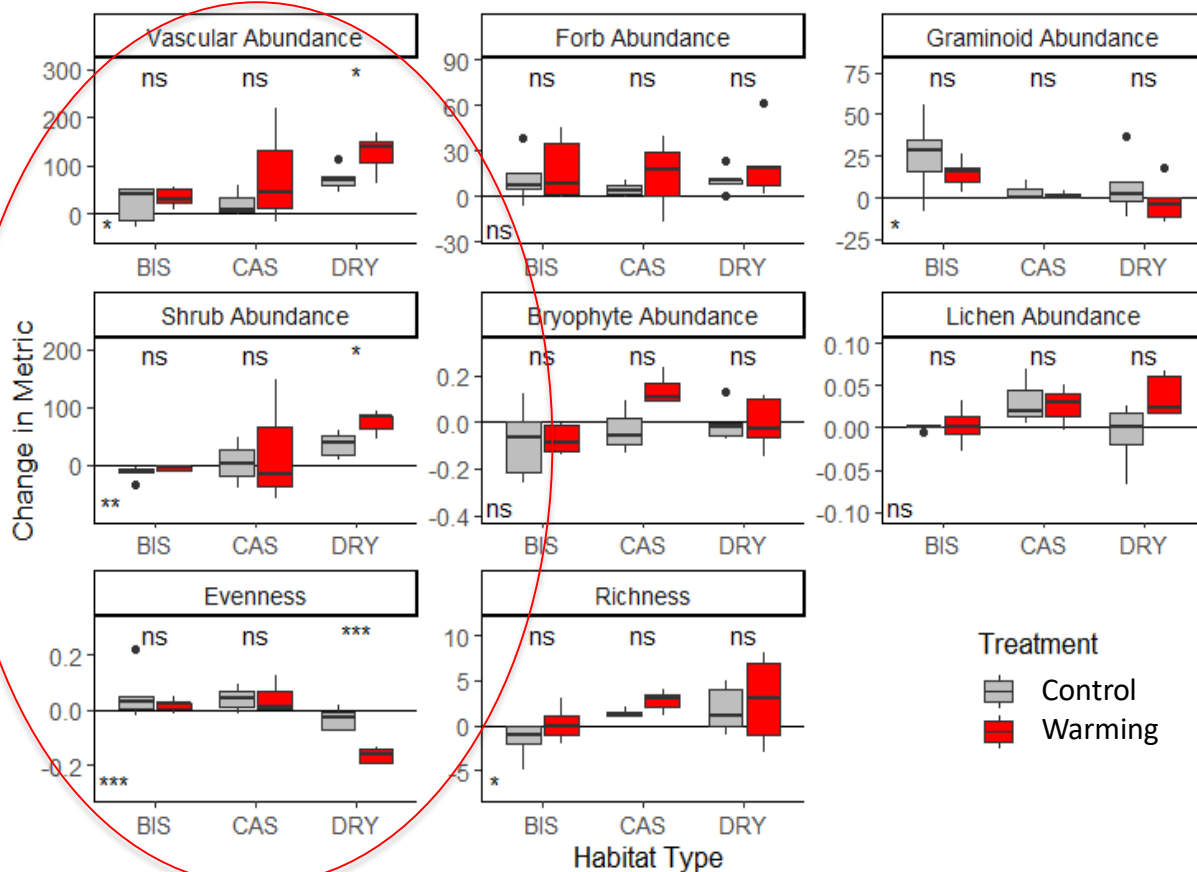 Vascular Abundance
Forb Abundance
Graminoid Abundance
300
200
100
0
ns
ns
*
*
BIS
CAS
DRY
90
60
30
0
-30
ns
ns
ns
ns
BIS
CAS
DRY
75
50
25
0
-25
ns
ns
ns
*
BIS
CAS
DRY
Change in Metric
Shrub Abundance
Bryophyte Abundance
Lichen Abundance
200
100
0
ns
ns
*
**
BIS
CAS
DRY
0.2
0.0
-0.2
-0.4
ns
ns
ns
ns
BIS
CAS
DRY
0.10
0.05
0.00
-0.05
-0.10
ns
ns
ns
ns
BIS
CAS
DRY
Evenness
Richness
0.2
0.0
-0.2
ns
ns
***
***
BIS
CAS
DRY
10
5
0
-5
ns
ns
ns
*
BIS
CAS
DRY
Treatment
Control
Warming
Habitat Type